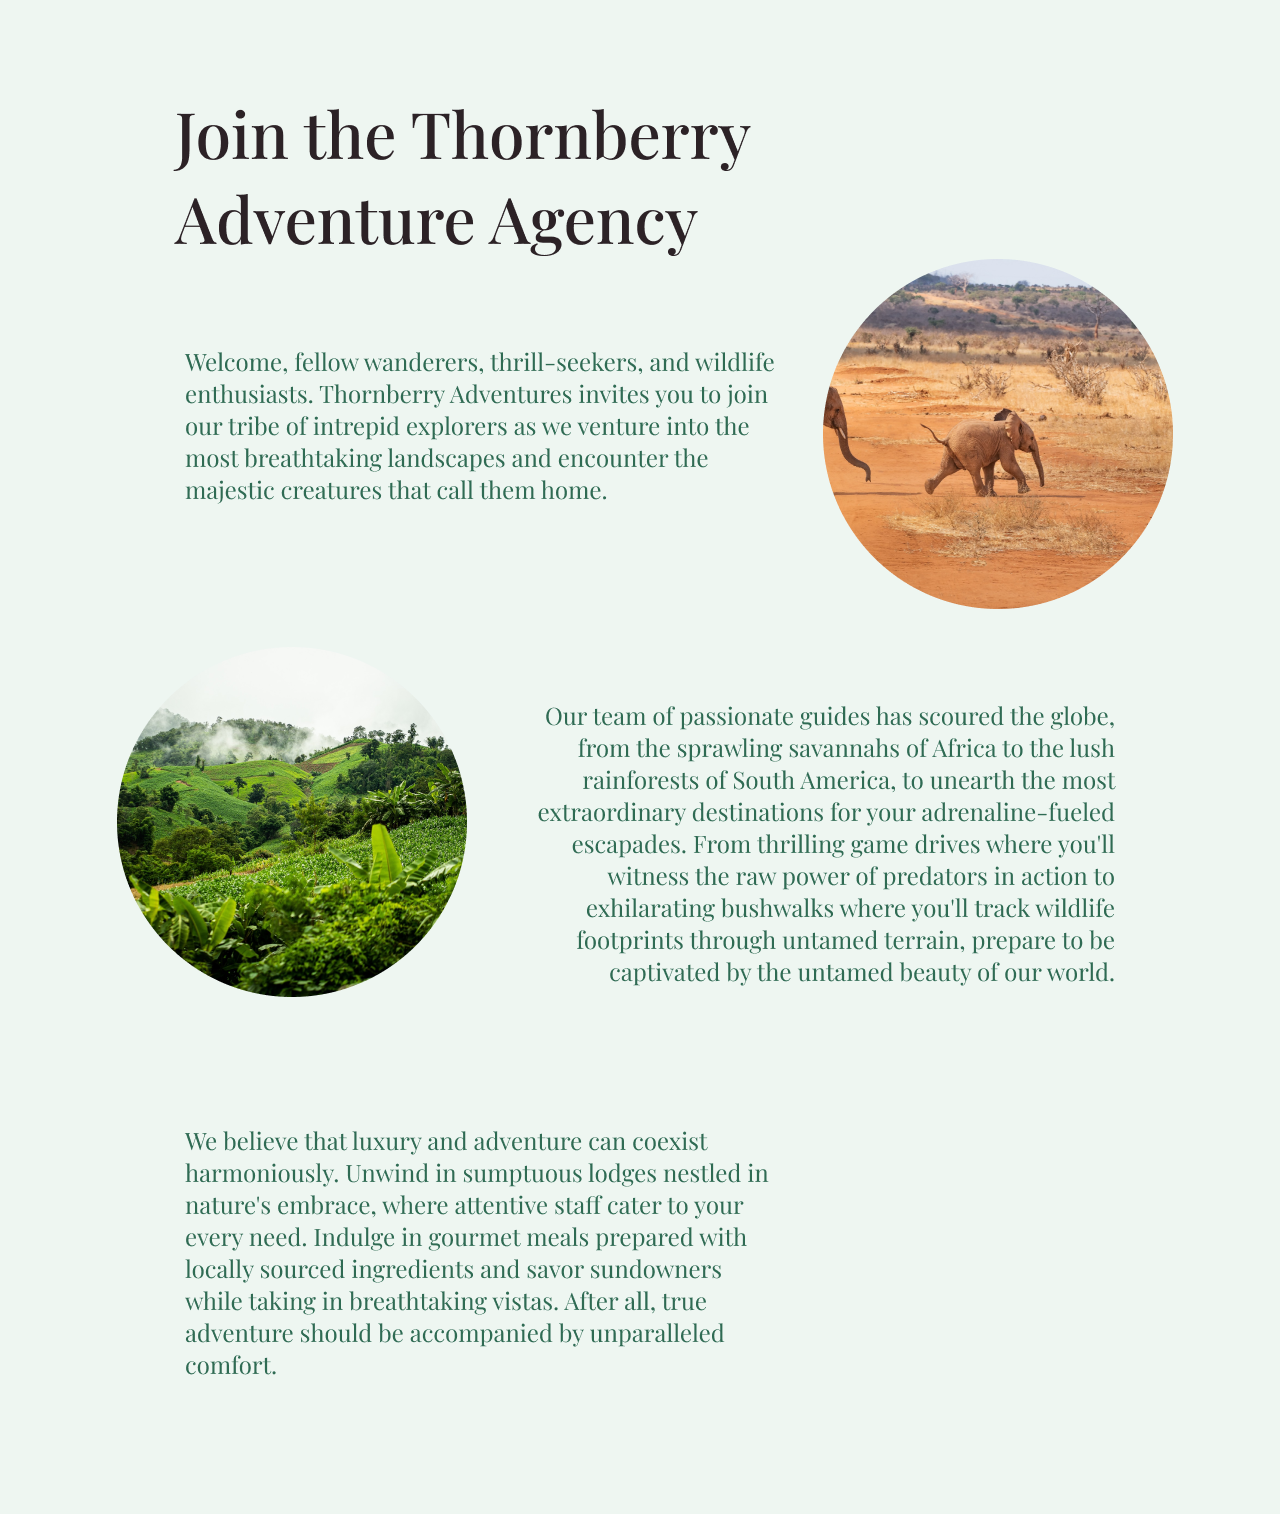 Join the Thornberry
Adventure Agency
Welcome, fellow wanderers, thrill-seekers, and wildlife
enthusiasts. Thornberry Adventures invites you to join
our tribe of intrepid explorers as we venture into the
most breathtaking landscapes and encounter the
majestic creatures that call them home.
Our team of passionate guides has scoured the globe,
from the sprawling savannahs of Africa to the lush
rainforests of South America, to unearth the most
extraordinary destinations for your adrenaline-fueled
escapades. From thrilling game drives where you'll
witness the raw power of predators in action to
exhilarating bushwalks where you'll track wildlife
footprints through untamed terrain, prepare to be
captivated by the untamed beauty of our world.
We believe that luxury and adventure can coexist
harmoniously. Unwind in sumptuous lodges nestled in
nature's embrace, where attentive staff cater to your
every need. Indulge in gourmet meals prepared with
locally sourced ingredients and savor sundowners
while taking in breathtaking vistas. After all, true
adventure should be accompanied by unparalleled
comfort.